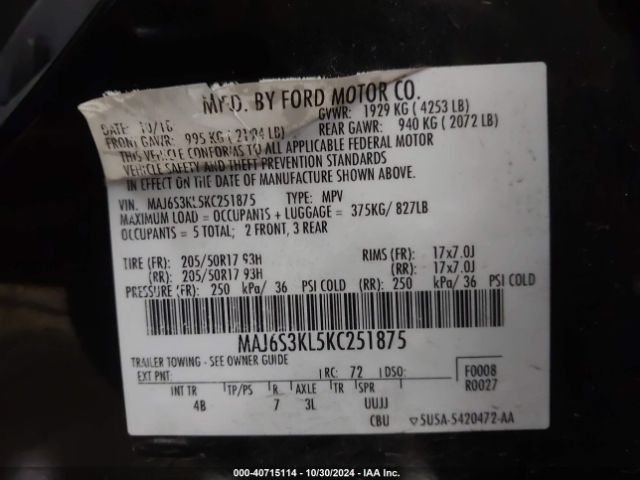 MFD. BY FORD MOTOR CO.
DATE: 10/18 GVWR: 1929 KG ( 4253 LB)
FRONT GAWR: 995 KG ( 2194 LB) REAR GAWR: 940 KG ( 2072 LB)
THIS VEHICLE CONFORMS TO ALL APPLICABLE FEDERAL MOTOR
VEHICLE SAFETY AND THEFT PREVENTION STANDARDS
IN EFFECT ON THE DATE OF MANUFACTURE SHOWN ABOVE.
VIN: MAJ6S3KL5KC251875 TYPE: MPV
MAXIMUM LOAD = OCCUPANTS + LUGGAGE = 375KG/ 827LB
OCCUPANTS = 5 TOTAL; 2 FRONT, 3 REAR
TIRE (FR): 205/50R17 93H RIMS (FR): 17x7.0J
(RR): 205/50R17 93H (RR): 17x7.0J
PRESSURE (FR): 250 kPa/ 36 PSI COLD (RR): 250 kPa/ 36 PSI COLD
MAJ6S3KL5KC251875
TRAILER TOWING - SEE OWNER GUIDE
EXT PNT: RC: 72 DSO: F0008
R0027
INT TR TP/PS R AXLE TR SPR
4B 7 3L UUJJ
CBU ▽5U5A-5420472-AA
000-40715114 - 10/30/2024 - IAA Inc.